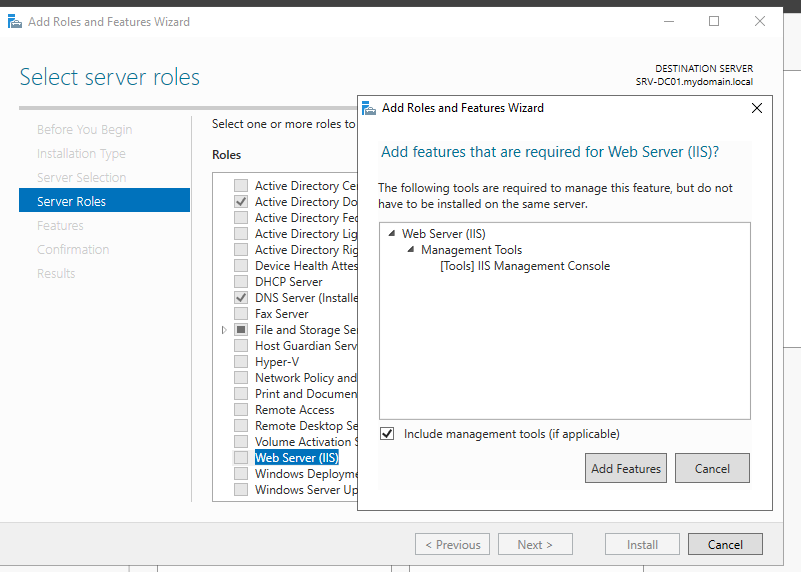 Add Roles and Features Wizard
Select server roles
DESTINATION SERVER
SRV-DC01.mydomain.local
Before You Begin
Installation Type
Server Selection
Server Roles
Features
Confirmation
Results
Select one or more roles to
Roles
Active Directory Ce
Active Directory Do
Active Directory Fed
Active Directory Lig
Active Directory Rig
Device Health Attes
DHCP Server
DNS Server (Installe
Fax Server
File and Storage Se
Host Guardian Serv
Hyper-V
Network Policy and
Print and Documen
Remote Access
Remote Desktop Se
Volume Activation S
Web Server (IIS)
Windows Deployme
Windows Server Up
Add Roles and Features Wizard
Add features that are required for Web Server (IIS)?
The following tools are required to manage this feature, but do not
have to be installed on the same server.
Web Server (IIS)
Management Tools
[Tools] IIS Management Console
Include management tools (if applicable)
Add Features
Cancel
< Previous
Next >
Install
Cancel